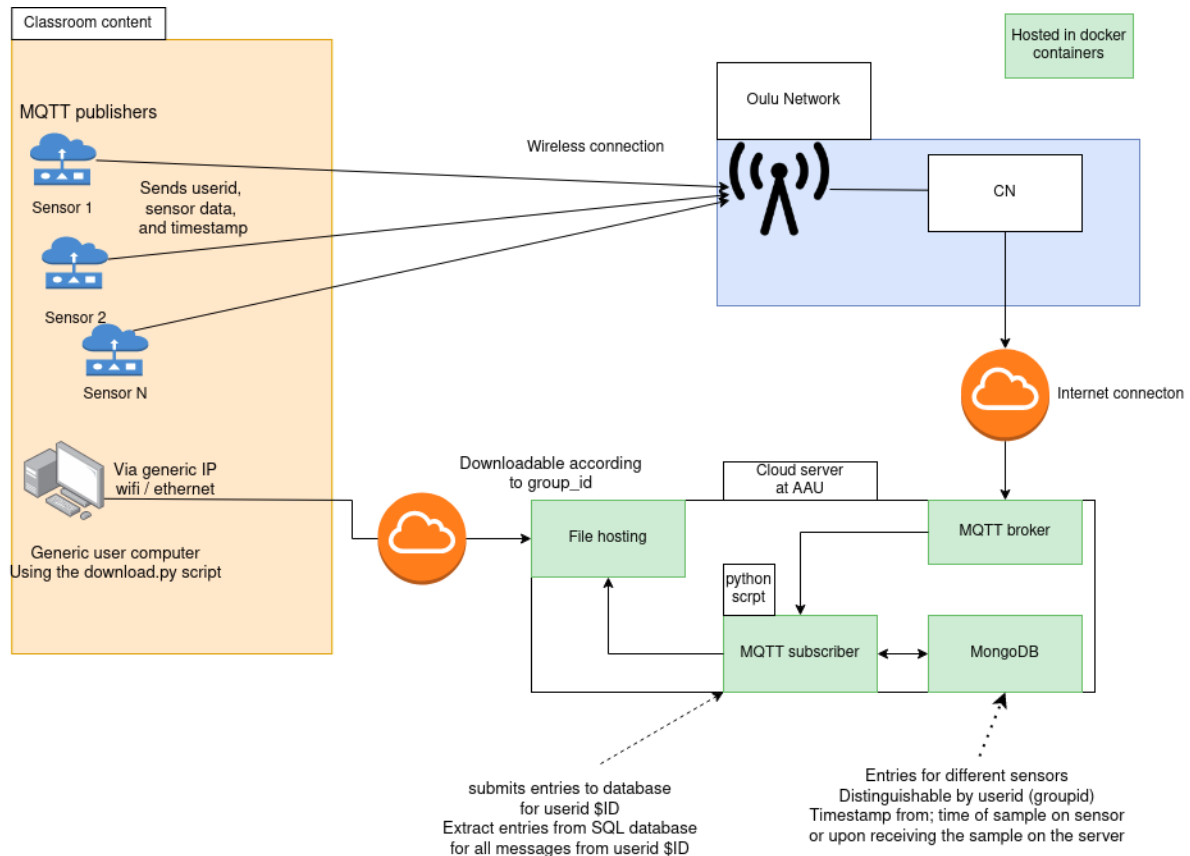 Classroom content
Hosted in docker
containers
Oulu Network
MQTT publishers
Wireless connection
Sensor 1
Sends userid,
sensor data,
and timestamp
CN
Sensor 2
Sensor N
Internet connecton
Via generic IP
wifi / ethernet
Generic user computer
Using the download.py script
Downloadable according
to group_id
Cloud server
at AAU
File hosting
MQTT broker
python
scrpt
MQTT subscriber
MongoDB
submits entries to database
for userid $ID
Extract entries from SQL database
for all messages from userid $ID
Entries for different sensors
Distinguishable by userid (groupid)
Timestamp from; time of sample on sensor
or upon receiving the sample on the server